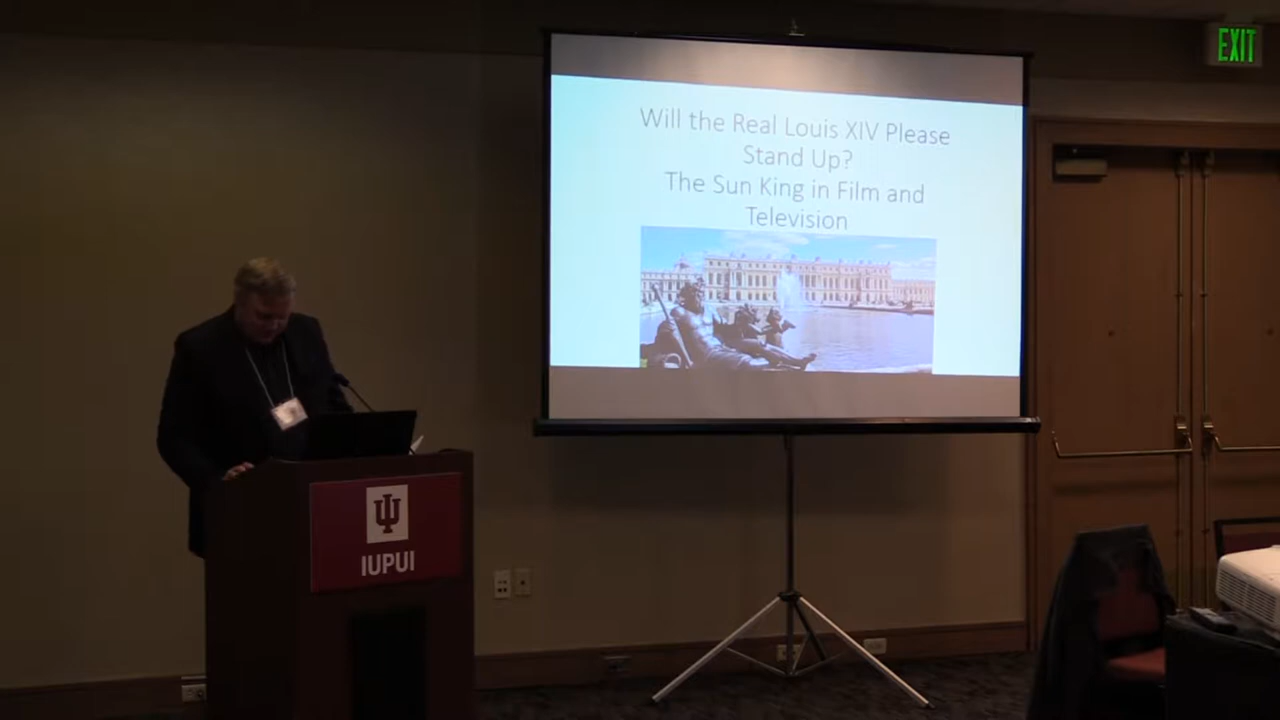 EXIT
Will the Real Louis XIV Please
Stand Up?
The Sun King in Film and
Television
IUPUI